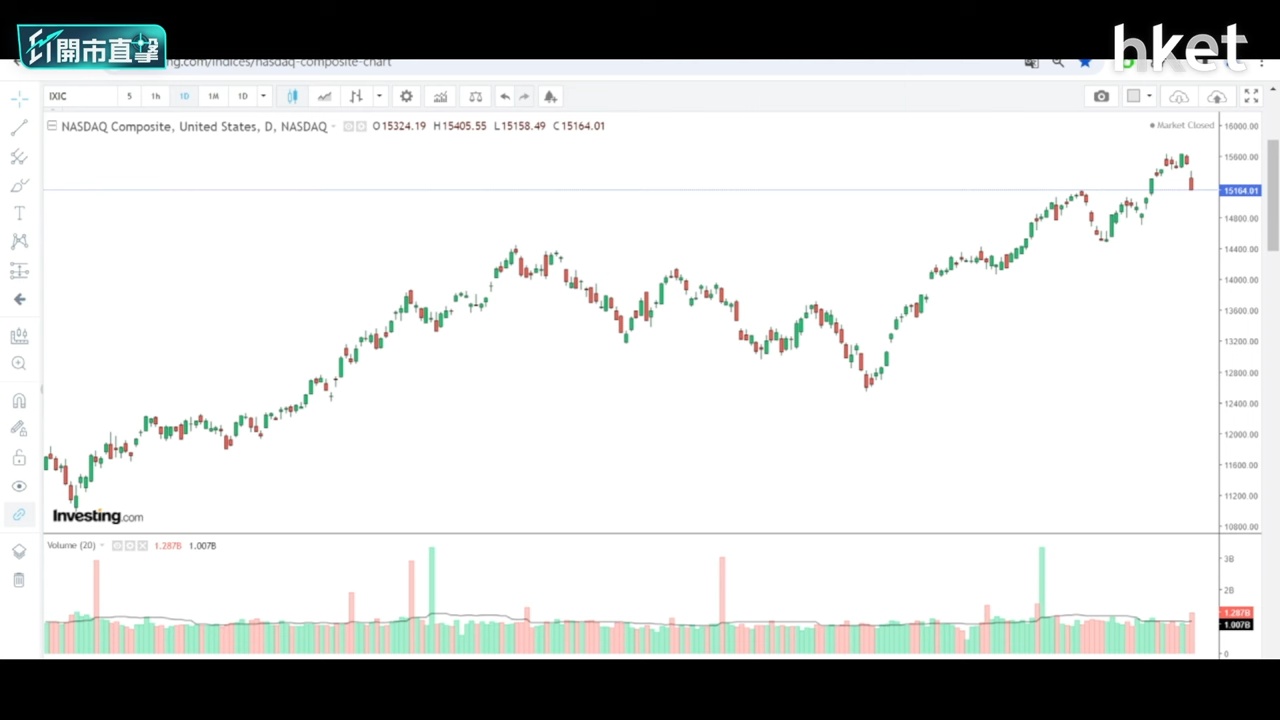 開市直擊
hket
ng.com/indices/nasdaq-composite-chart
IXIC 5 1h 1D 1M 1D
NASDAQ Composite, United States, D, NASDAQ O15324.19 H15405.55 L15158.49 C15164.01
Market Closed
16000.00
15600.00
15164.01
14800.00
14400.00
14000.00
13600.00
13200.00
12800.00
12400.00
12000.00
11600.00
11200.00
10800.00
Investing.com
Volume (20) 1.287B 1.007B
3B
2B
1.287B
1.007B
0